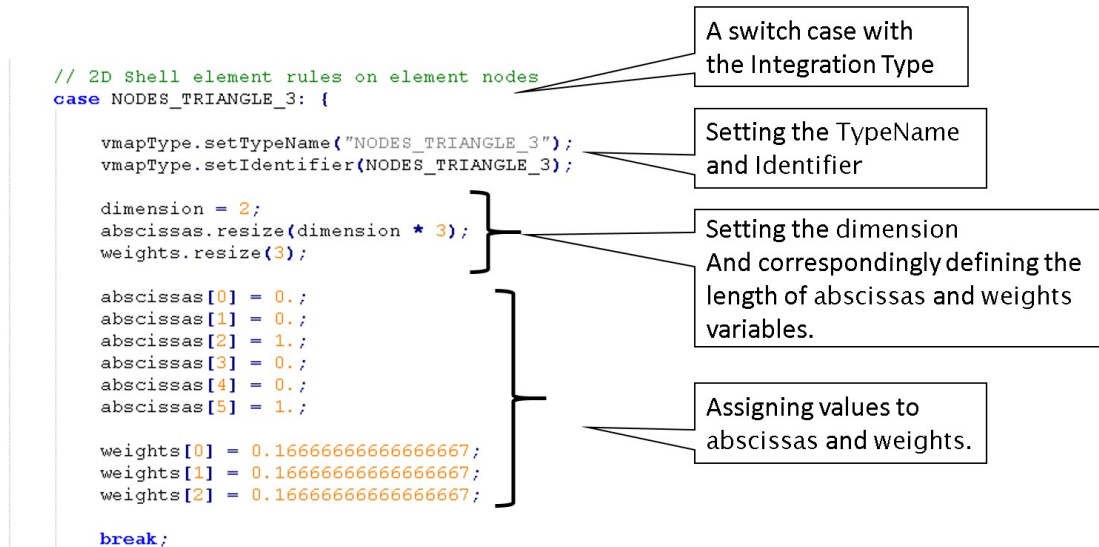 // 2D Shell element rules on element nodes
case NODES_TRIANGLE_3: {
vmapType.setTypeName("NODES_TRIANGLE_3");
vmapType.setIdentifier(NODES_TRIANGLE_3);
dimension = 2;
abscissas.resize(dimension * 3);
weights.resize(3);
abscissas[0] = 0.;
abscissas[1] = 0.;
abscissas[2] = 1.;
abscissas[3] = 0.;
abscissas[4] = 0.;
abscissas[5] = 1.;
weights[0] = 0.16666666666666667;
weights[1] = 0.16666666666666667;
weights[2] = 0.16666666666666667;
break;
A switch case with
the Integration Type
Setting the TypeName
and Identifier
Setting the dimension
And correspondingly defining the
length of abscissas and weights
variables.
Assigning values to
abscissas and weights.